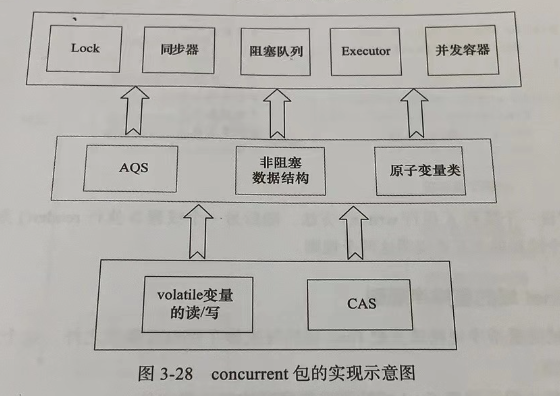 Lock 同步器 阻塞队列 Executor 并发容器
AQS 非阻塞 原子变量类
数据结构
volatile变量 CAS
的读/写
图 3-28 concurrent 包的实现示意图